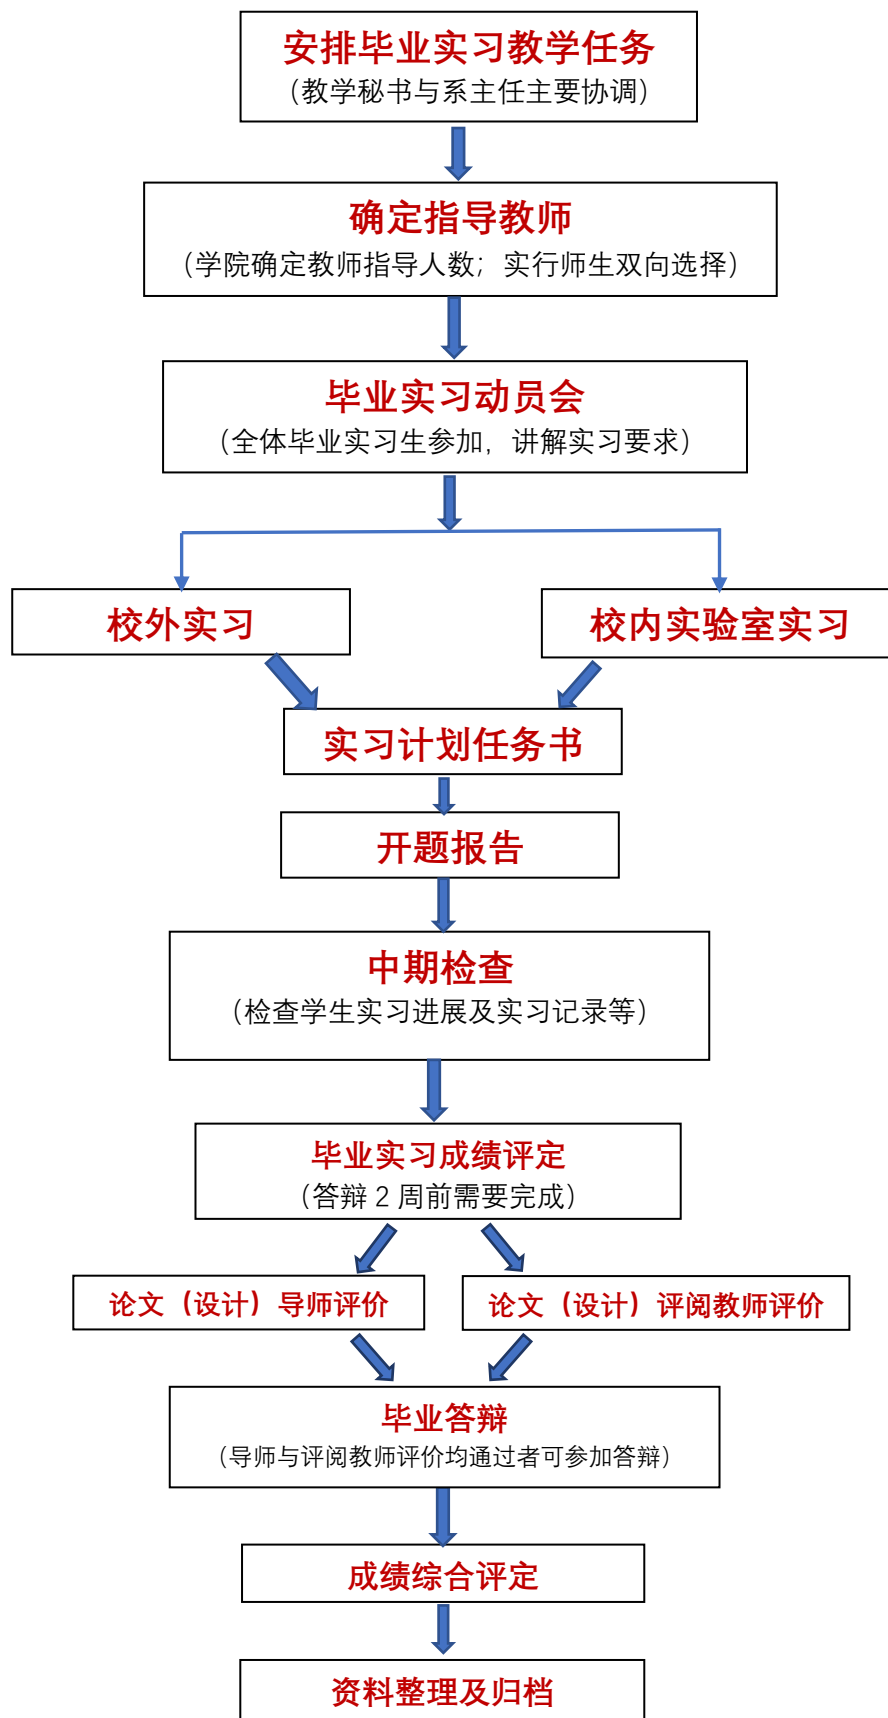 安排毕业实习教学任务
（教学秘书与系主任主要协调）
确定指导教师
（学院确定教师指导人数；实行师生双向选择）
毕业实习动员会
（全体毕业实习生参加，讲解实习要求）
校外实习
校内实验室实习
实习计划任务书
开题报告
中期检查
（检查学生实习进展及实习记录等）
毕业实习成绩评定
（答辩 2 周前需要完成）
论文（设计）导师评价
论文（设计）评阅教师评价
毕业答辩
（导师与评阅教师评价均通过者可参加答辩）
成绩综合评定
资料整理及归档